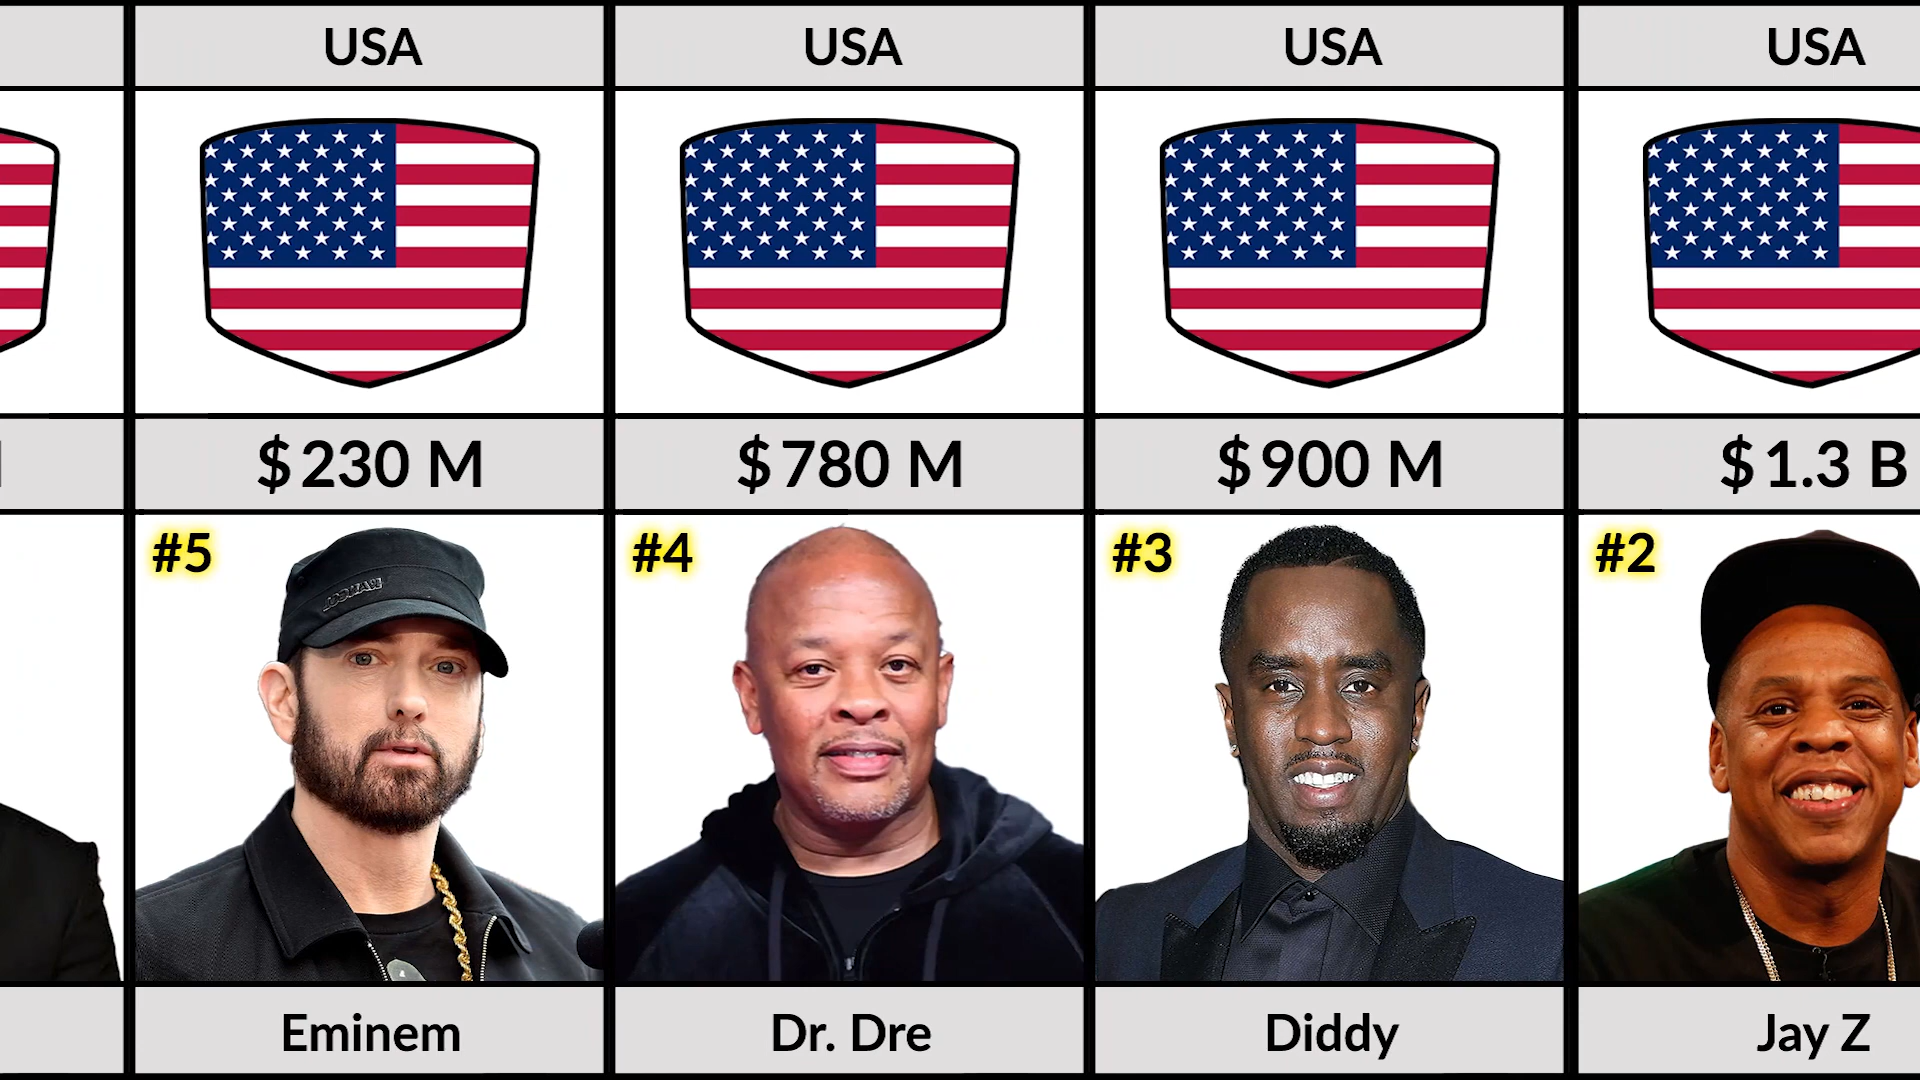 USA
USA
USA
USA
$230 M
$780 M
$900 M
$1.3 B
#5
#4
#3
#2
Eminem
Dr. Dre
Diddy
Jay Z